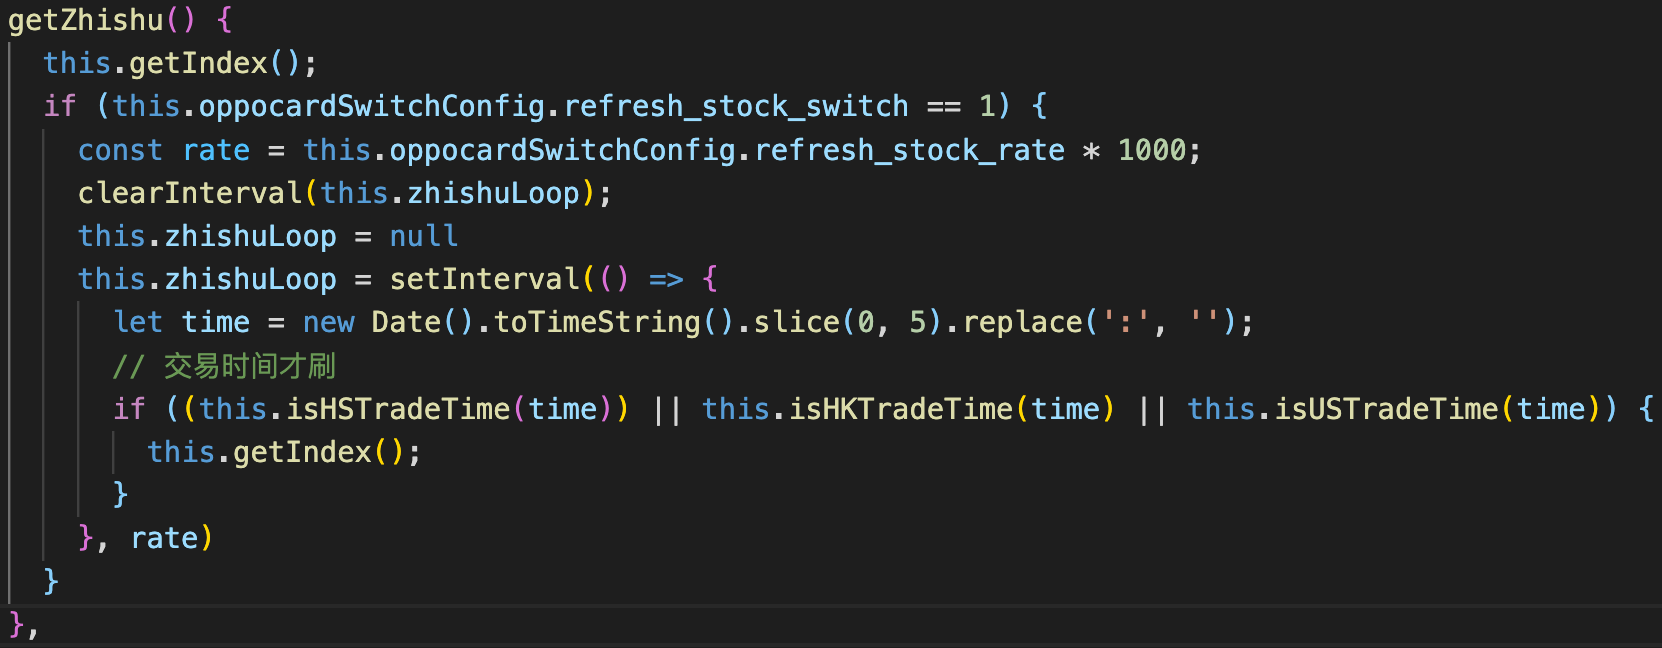 getZhishu() {
this.getIndex();
if (this.oppocardSwitchConfig.refresh_stock_switch == 1) {
const rate = this.oppocardSwitchConfig.refresh_stock_rate * 1000;
clearInterval(this.zhishuLoop);
this.zhishuLoop = null
this.zhishuLoop = setInterval(() => {
let time = new Date().toTimeString().slice(0, 5).replace(':', '');
// 交易时间才刷
if ((this.isHSTradeTime(time)) || this.isHKTradeTime(time) || this.isUSTradeTime(time)) {
this.getIndex();
}
}, rate)
}
},